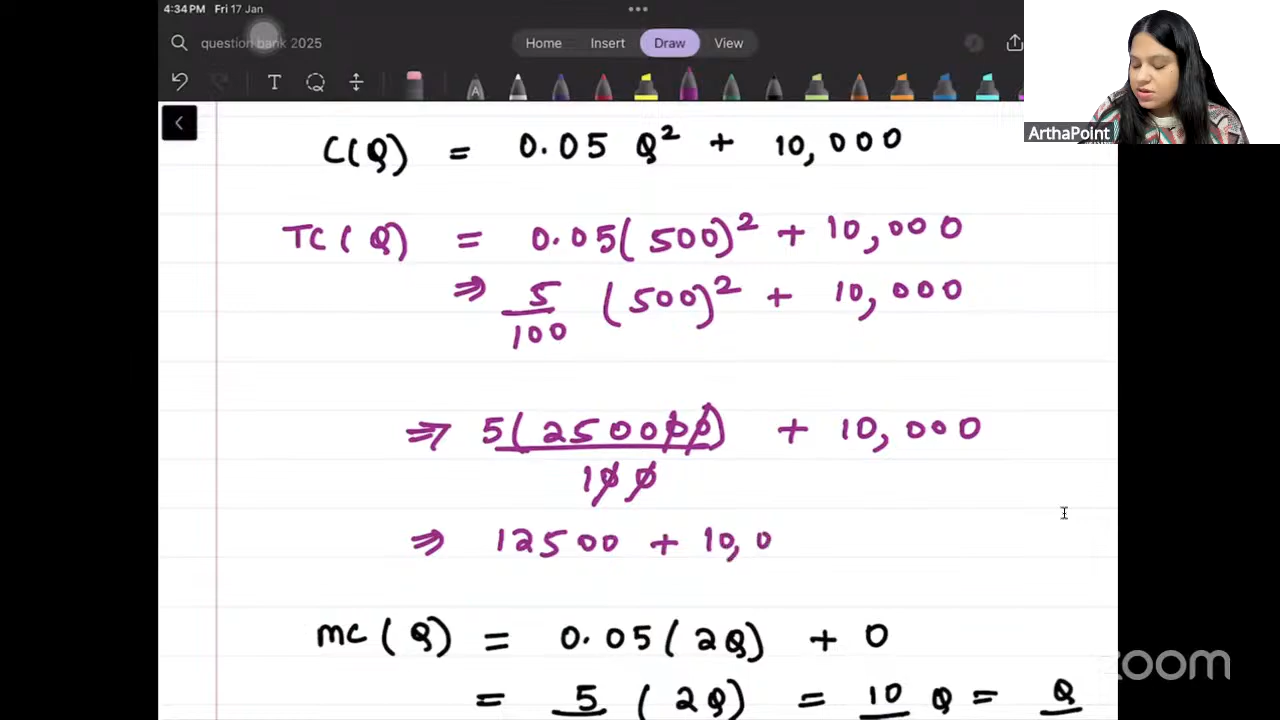 4:34 PM Fri 17 Jan
question bank 2025
Home Insert Draw View
ArthaPoint
C(Q) = 0.05 Q² + 10,000
TC(Q) = 0.05(500)² + 10,000
⇒ 5/100 (500)² + 10,000
⇒ 5(250000)/100 + 10,000
⇒ 12500 + 10,0
MC(Q) = 0.05(2Q) + 0
= 5 (2Q) = 10 Q = Q
zoom